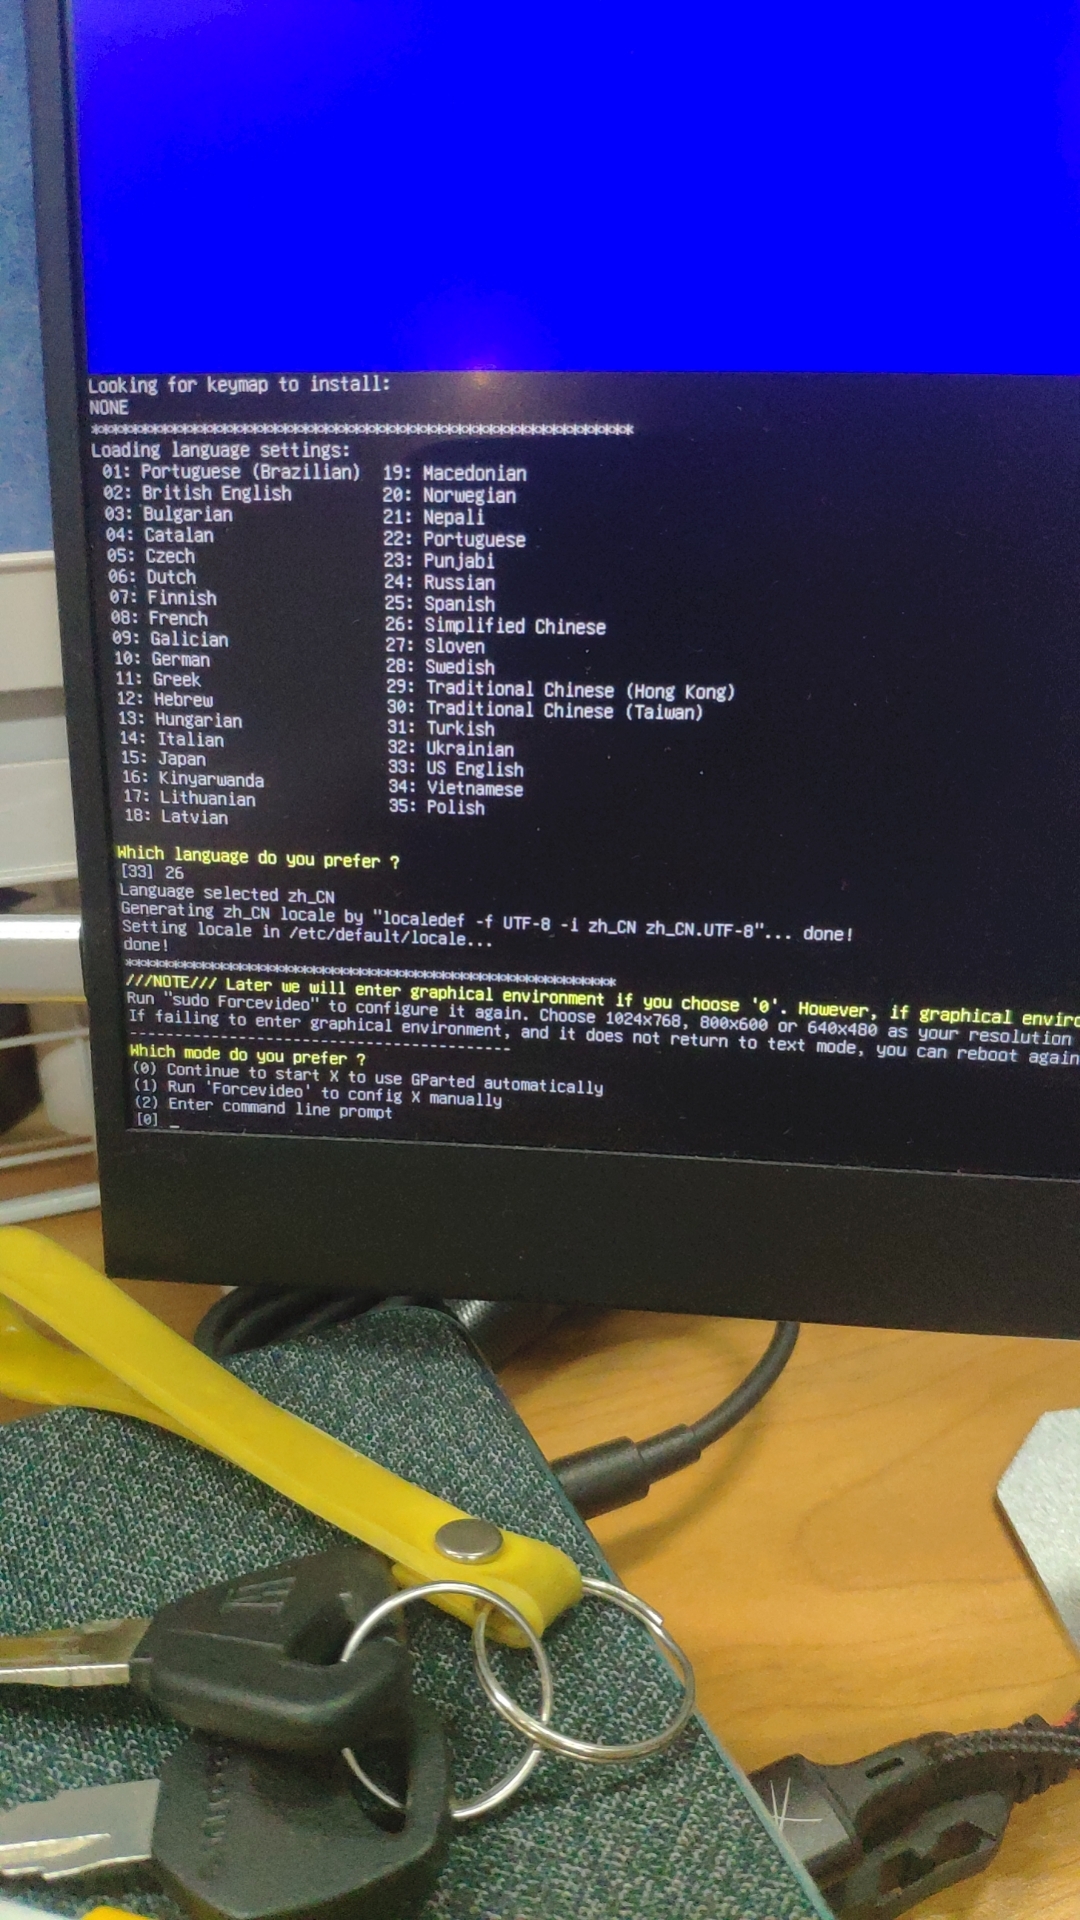 Looking for keymap to install:
NONE
Loading language settings:
01: Portuguese (Brazilian) 19: Macedonian
02: British English 20: Norwegian
03: Bulgarian 21: Nepali
04: Catalan 22: Portuguese
05: Czech 23: Punjabi
06: Dutch 24: Russian
07: Finnish 25: Spanish
08: French 26: Simplified Chinese
09: Galician 27: Sloven
10: German 28: Swedish
11: Greek 29: Traditional Chinese (Hong Kong)
12: Hebrew 30: Traditional Chinese (Taiwan)
13: Hungarian 31: Turkish
14: Italian 32: Ukrainian
15: Japan 33: US English
16: Kinyarwanda 34: Vietnamese
17: Lithuanian 35: Polish
18: Latvian
Which language do you prefer ?
[33] 26
Language selected zh_CN
Generating zh_CN locale by "localedef -f UTF-8 -i zh_CN zh_CN.UTF-8"... done!
Setting locale in /etc/default/locale...
done!
///NOTE/// Later we will enter graphical environment if you choose '0'. However, if graphical enviro
Run "sudo Forcevideo" to configure it again. Choose 1024x768, 800x600 or 640x480 as your resolution
If failing to enter graphical environment, and it does not return to text mode, you can reboot again
Which mode do you prefer ?
(0) Continue to start X to use GParted automatically
(1) Run 'Forcevideo' to config X manually
(2) Enter command line prompt
[0] _